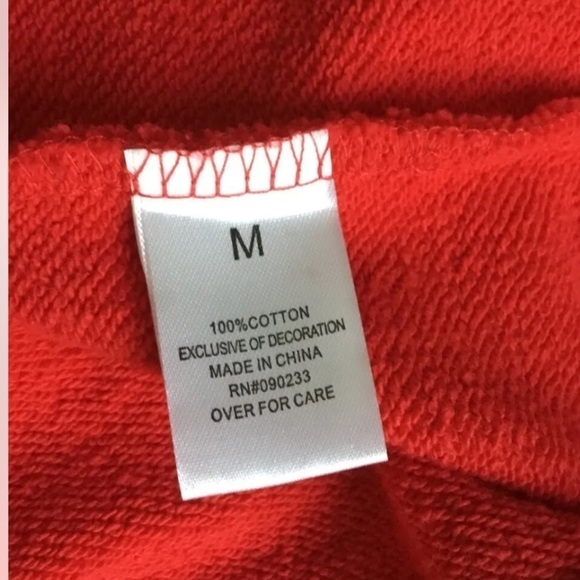 M
100%COTTON
EXCLUSIVE OF DECORATION
MADE IN CHINA
RN#090233
OVER FOR CARE